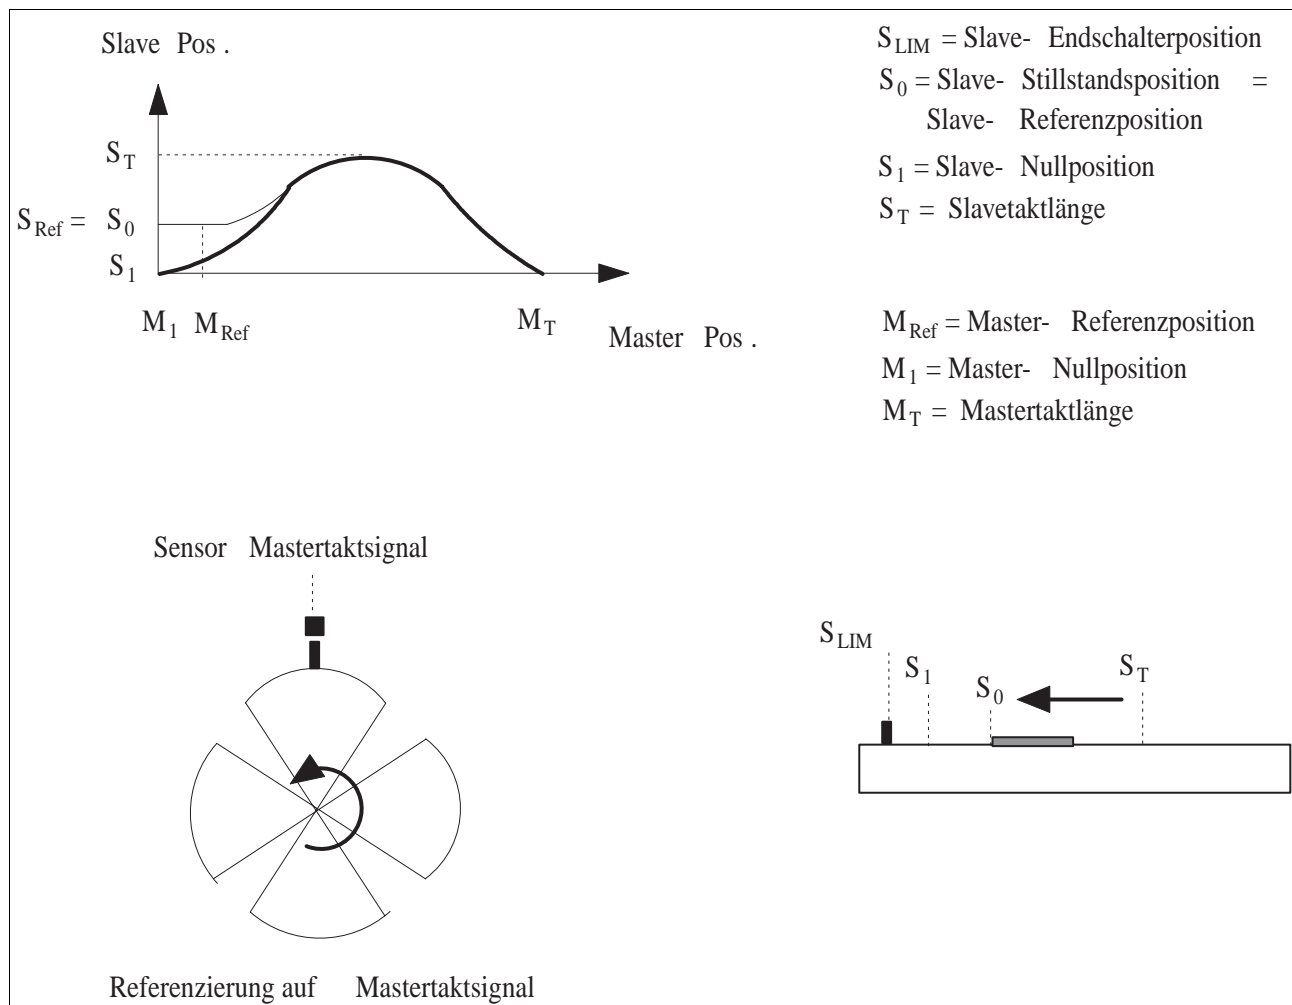 Slave Pos .
S_T
S_Ref = S_0
S_1
M_1 M_Ref
M_T
Master Pos .
S_LIM = Slave- Endschalterposition
S_0 = Slave- Stillstandsposition =
Slave- Referenzposition
S_1 = Slave- Nullposition
S_T = Slavetaktlänge
M_Ref = Master- Referenzposition
M_1 = Master- Nullposition
M_T = Mastertaktlänge
Sensor Mastertaktsignal
S_LIM
S_1
S_0
S_T
Referenzierung auf Mastertaktsignal